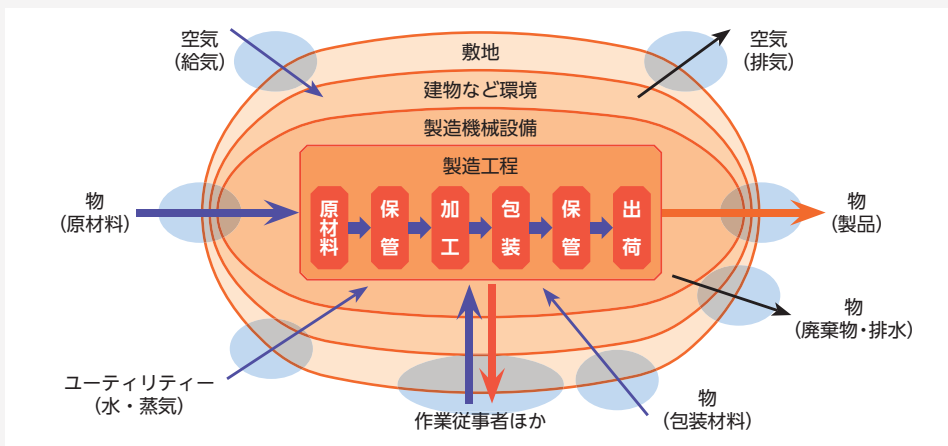 空気
(給気)
敷地
空気
(排気)
建物など環境
製造機械設備
製造工程
物
(原材料)
原材料
保管
加工
包装
保管
出荷
物
(製品)
物
(廃棄物・排水)
ユーティリティー
(水・蒸気)
作業従事者ほか
物
(包装材料)